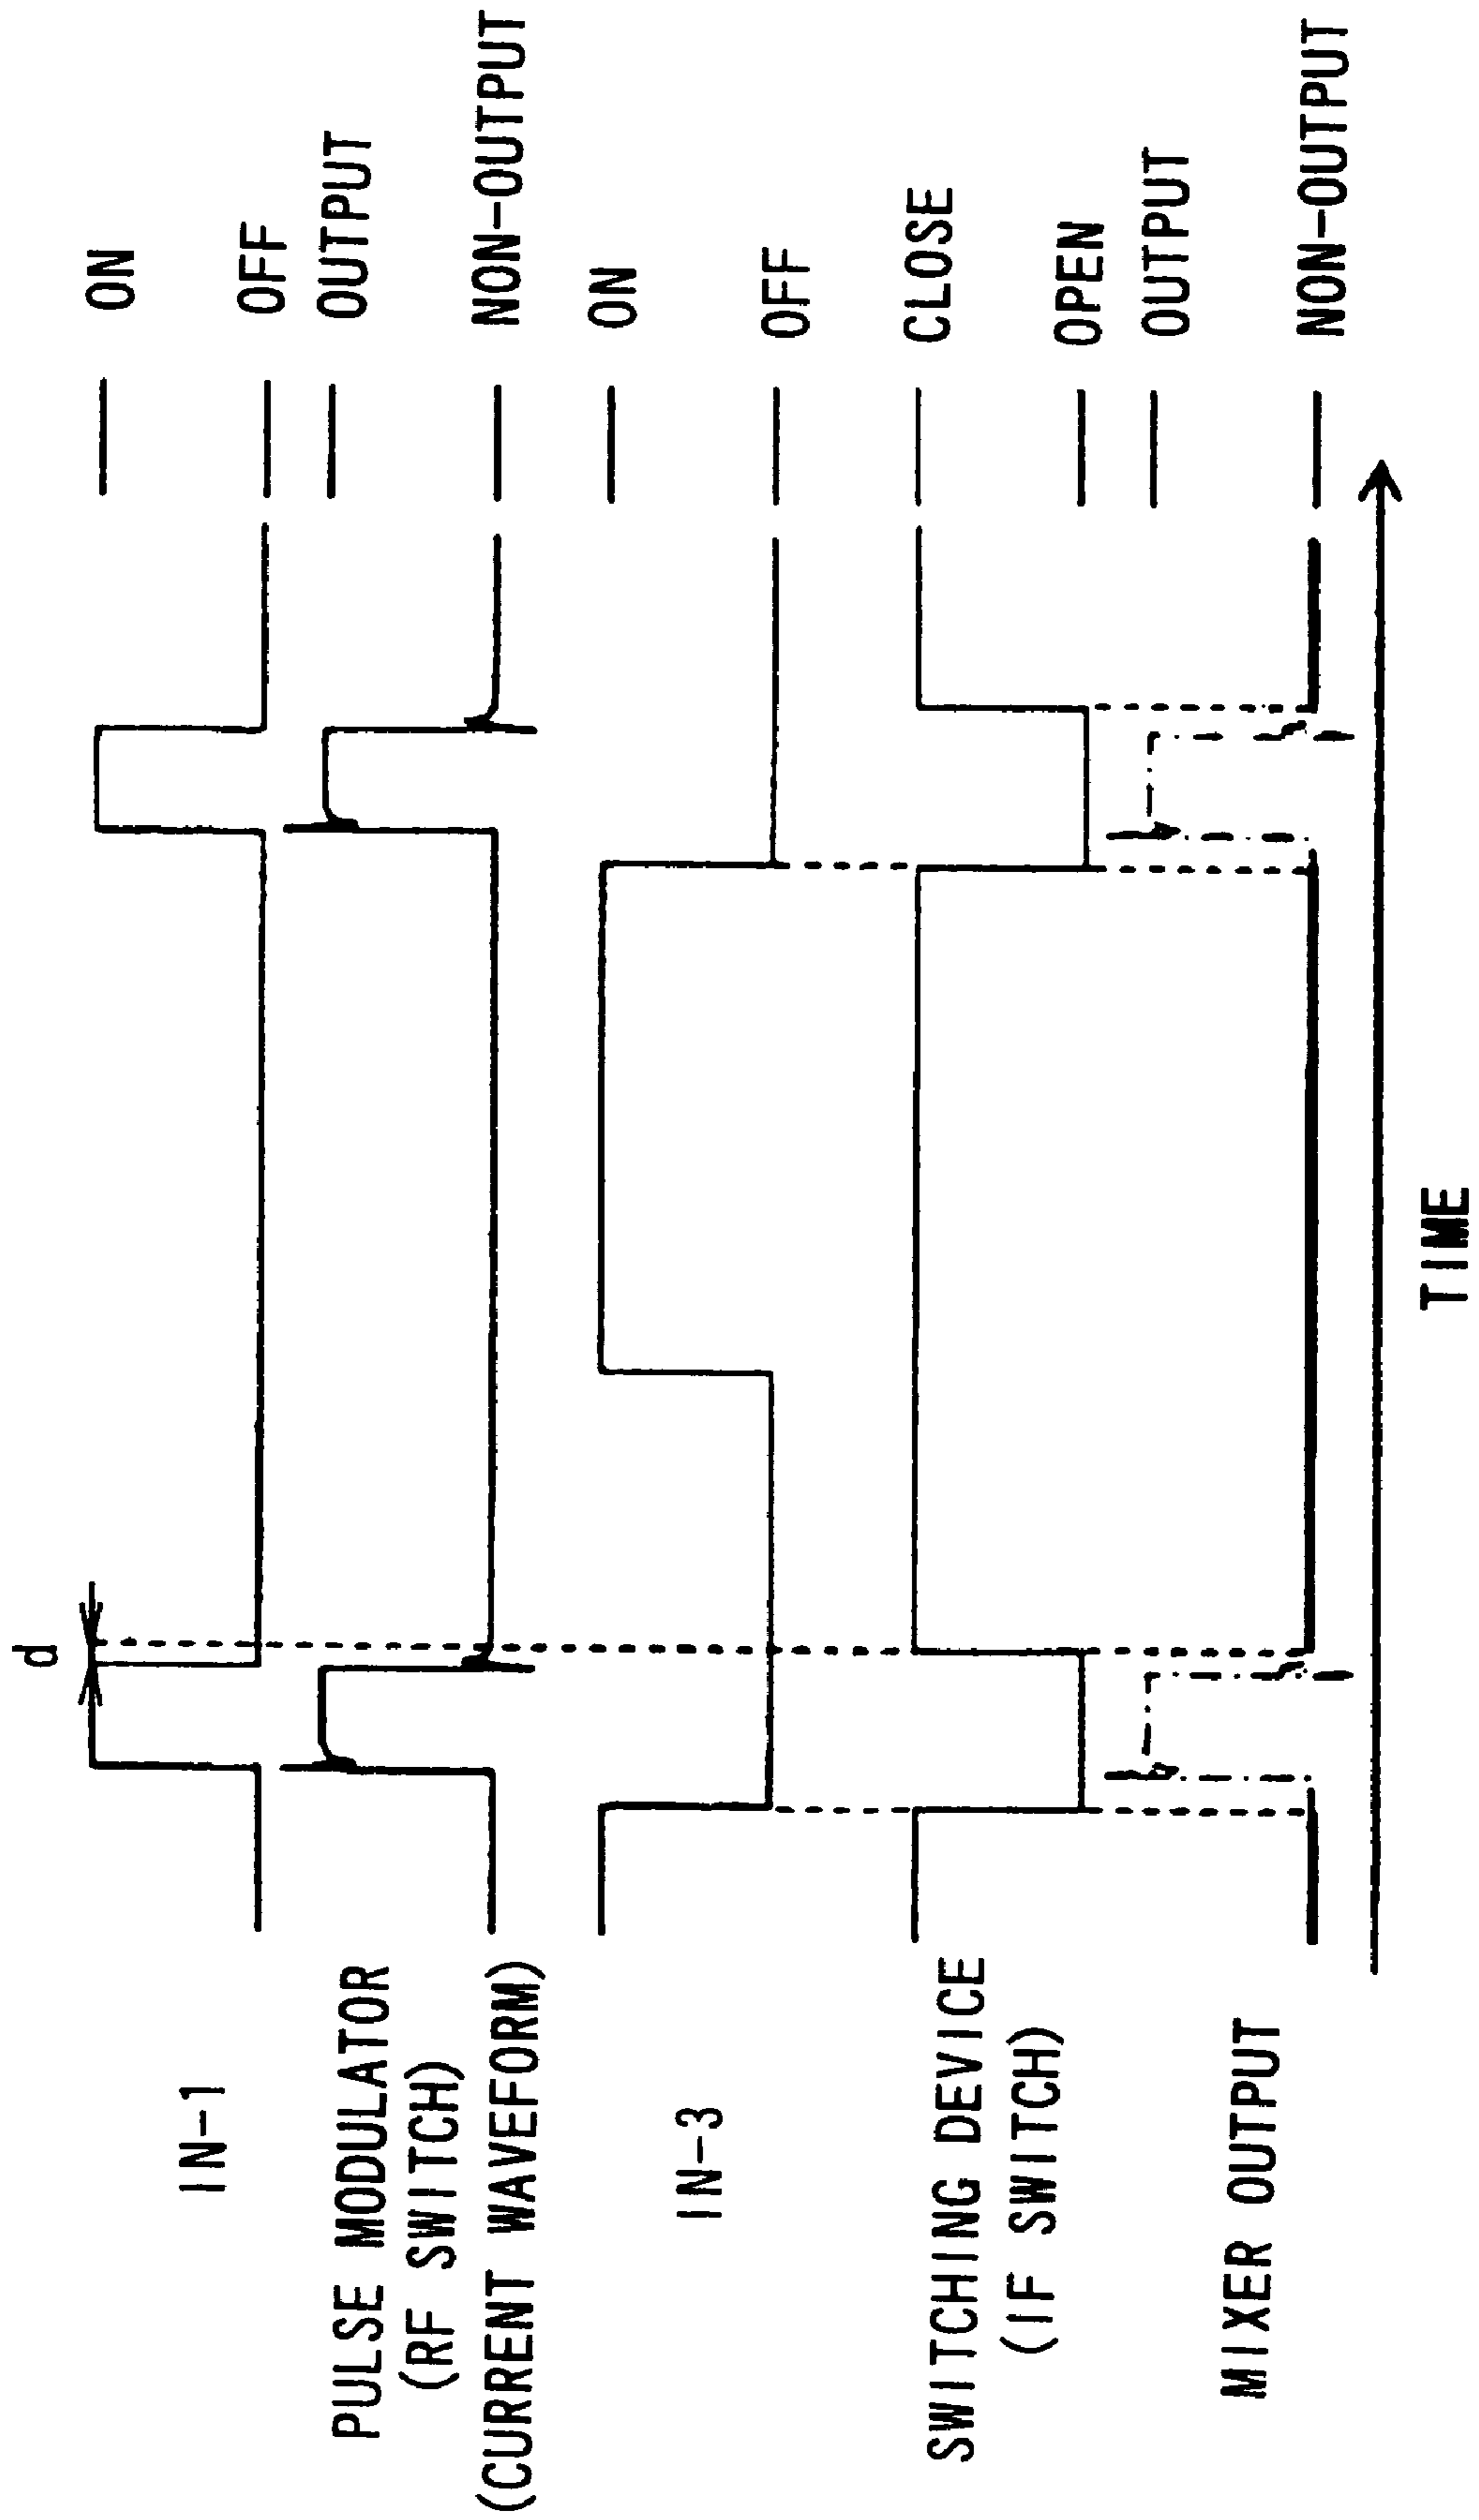 d
IN-1
ON
OFF
PULSE MODULATOR
(RF SWITCH)
(CURRENT WAVEFORM)
OUTPUT
NON-OUTPUT
IN-3
ON
OFF
SWITCHING DEVICE
(IF SWITCH)
CLOSE
OPEN
MIXER OUTPUT
OUTPUT
NON-OUTPUT
TIME